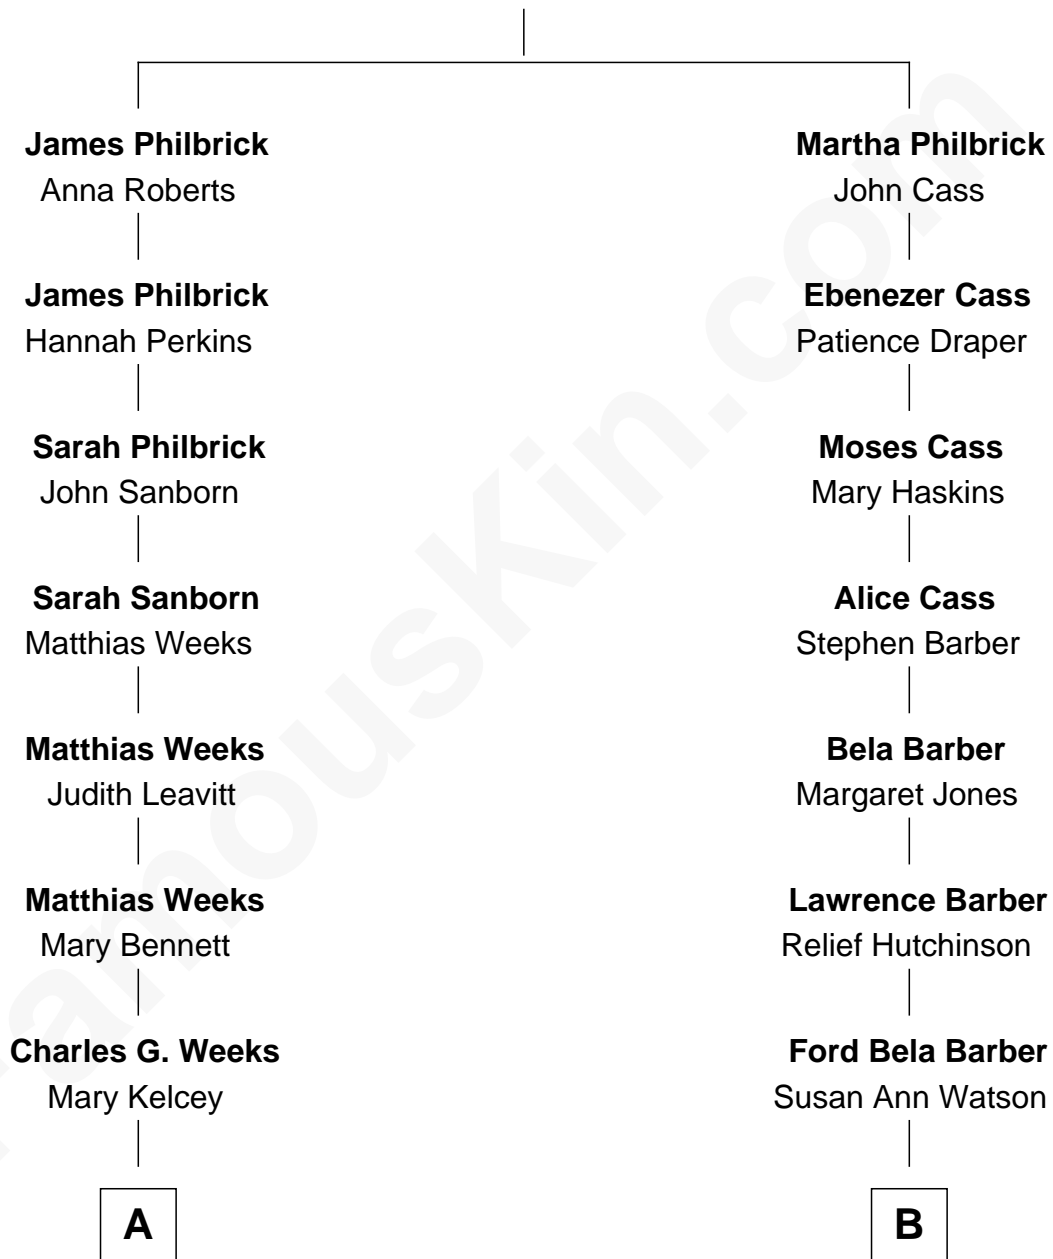 James Philbrick
Anna Roberts
James Philbrick
Hannah Perkins
Sarah Philbrick
John Sanborn
Sarah Sanborn
Matthias Weeks
Matthias Weeks
Judith Leavitt
Matthias Weeks
Mary Bennett
Charles G. Weeks
Mary Kelcey
A
Martha Philbrick
John Cass
Ebenezer Cass
Patience Draper
Moses Cass
Mary Haskins
Alice Cass
Stephen Barber
Bela Barber
Margaret Jones
Lawrence Barber
Relief Hutchinson
Ford Bela Barber
Susan Ann Watson
B
FamousKin.com